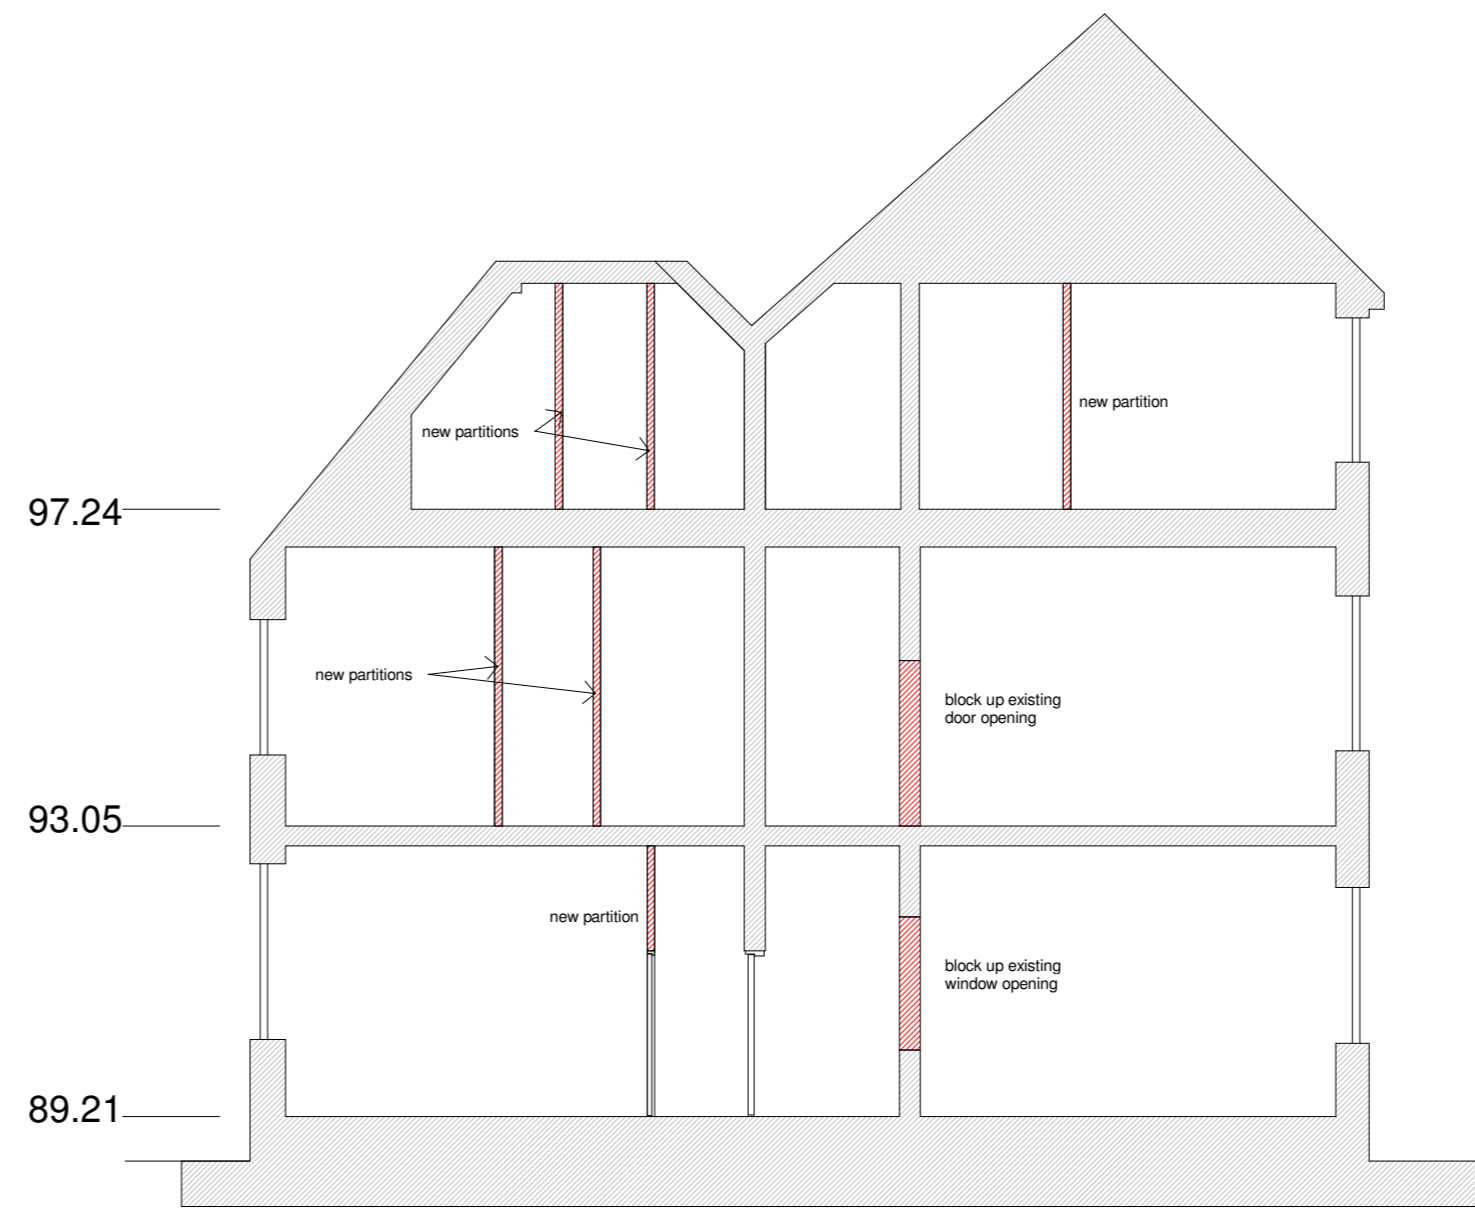 new partition
new partitions
97.24
new partitions
block up existing
door opening
93.05
new partition
block up existing
window opening
89.21